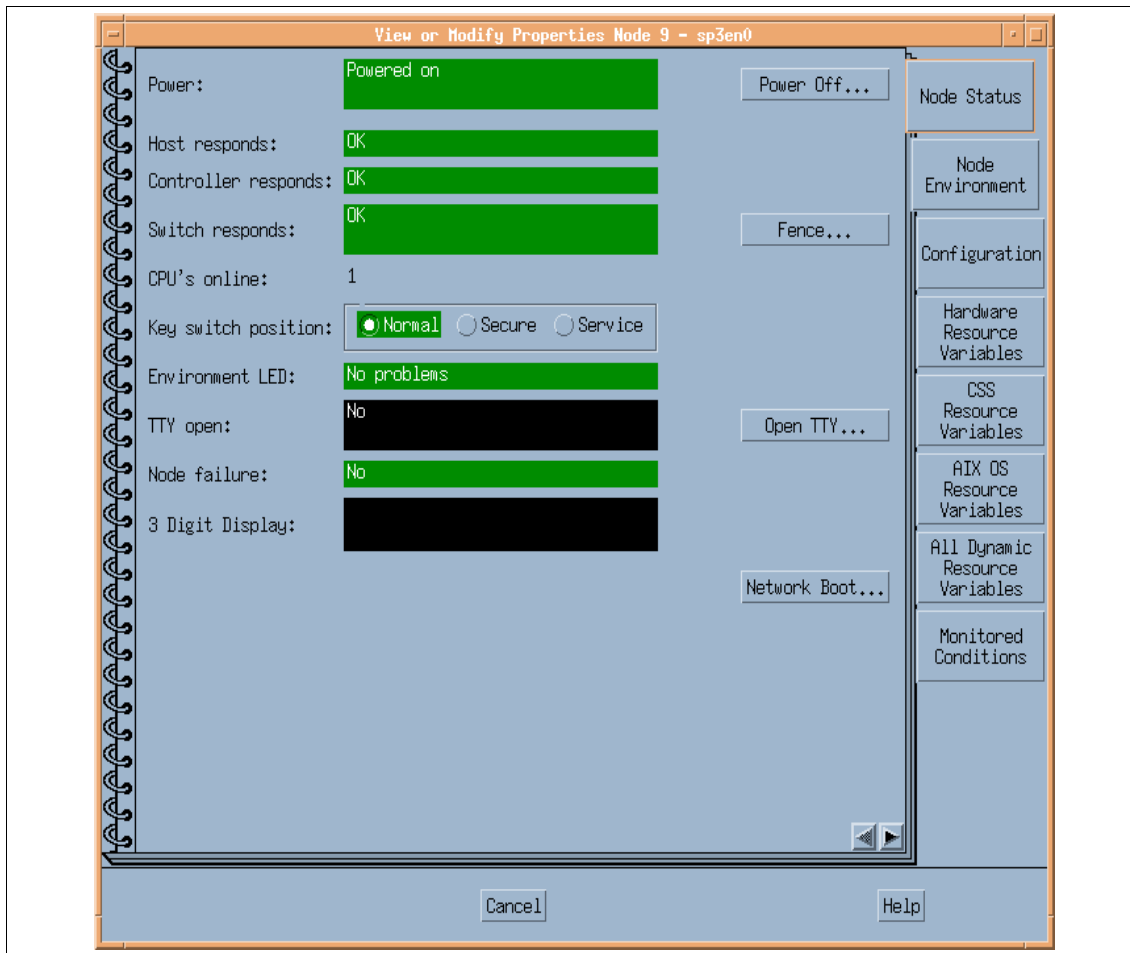 View or Modify Properties Node 9 - sp3en0
Power:
Powered on
Power Off...
Host responds:
OK
Controller responds:
OK
Switch responds:
OK
Fence...
CPU's online:
1
Key switch position:
Normal
Secure
Service
Environment LED:
No problems
TTY open:
No
Open TTY...
Node failure:
No
3 Digit Display:
Network Boot...
Node Status
Node
Environment
Configuration
Hardware
Resource
Variables
CSS
Resource
Variables
AIX OS
Resource
Variables
All Dynamic
Resource
Variables
Monitored
Conditions
Cancel
Help